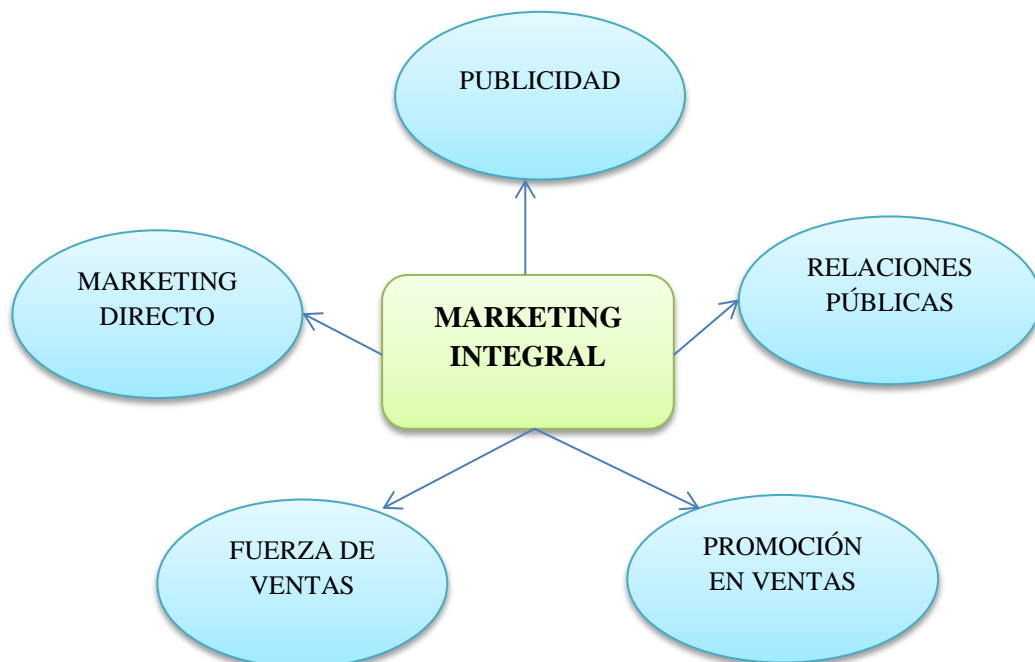 PUBLICIDAD
MARKETING
DIRECTO
MARKETING
INTEGRAL
RELACIONES
PÚBLICAS
FUERZA DE
VENTAS
PROMOCIÓN
EN VENTAS